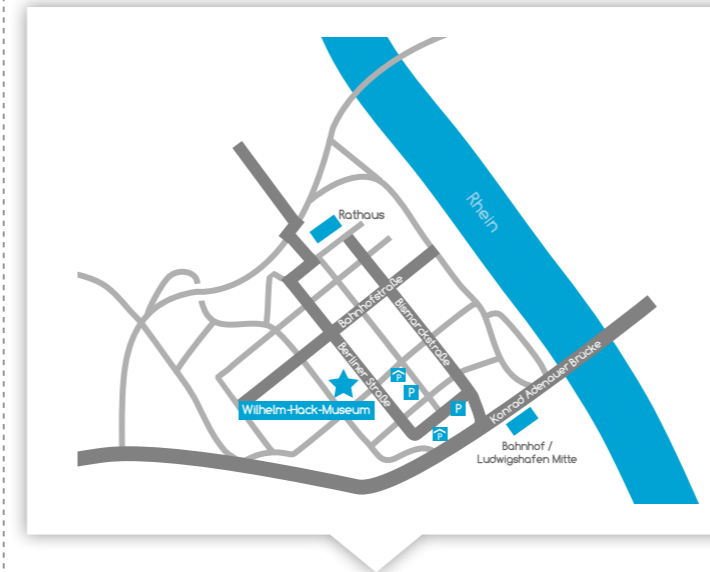 Rhein
Rathaus
Bahnhofstraße
Bismarckstraße
Berliner Straße
P
P
P
P
Wilhelm-Hack-Museum
Konrad Adenauer Brücke
Bahnhof /
Ludwigshafen Mitte